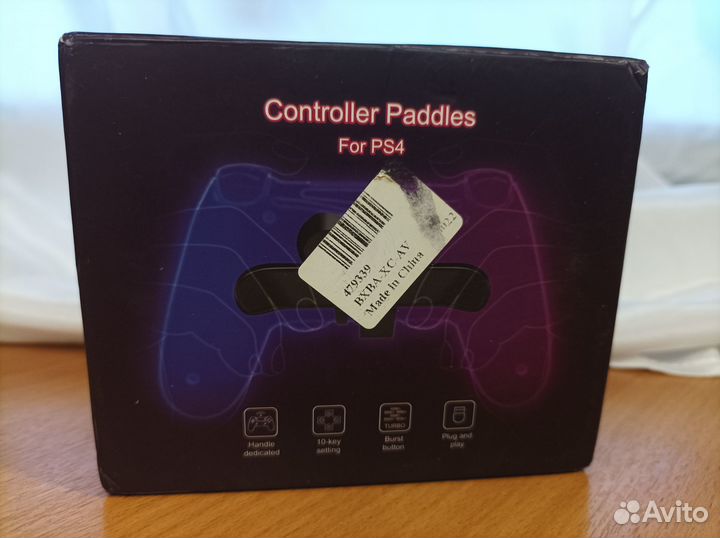 Controller Paddles
For PS4
022
479339
BXBA-XC-AV
Made in China
Handle
dedicated
10-key
setting
TURBO
Burst
button
Plug and
play
Avito